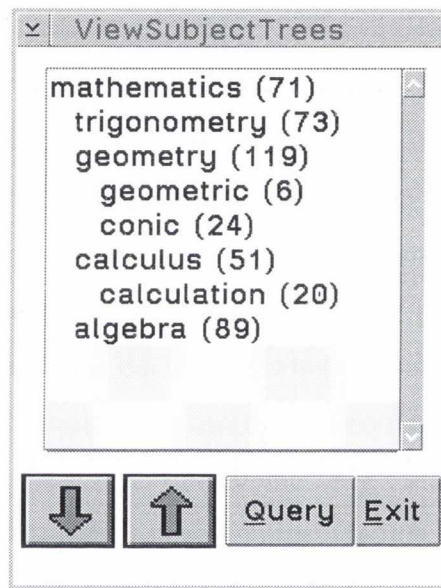 ViewSubjectTrees
mathematics (71)
trigonometry (73)
geometry (119)
geometric (6)
conic (24)
calculus (51)
calculation (20)
algebra (89)
Query Exit